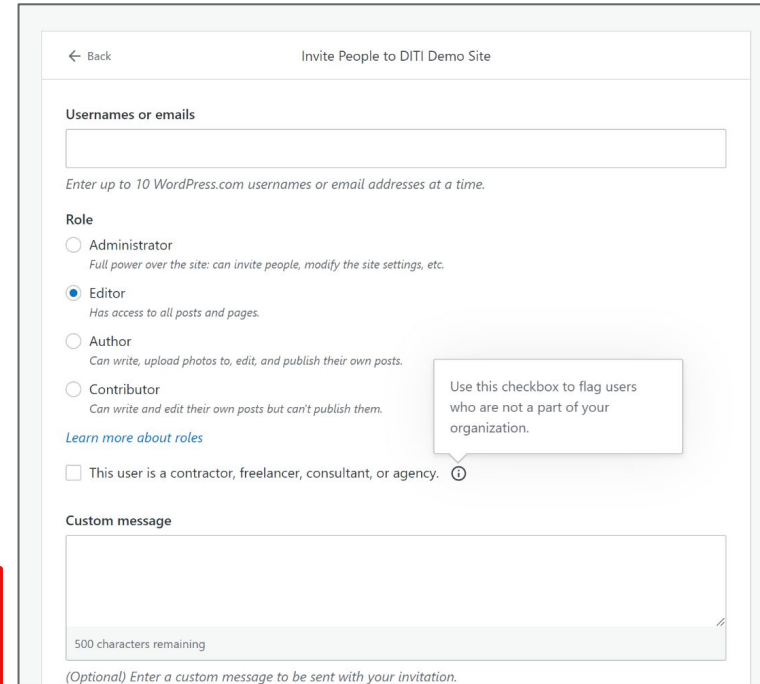 ← Back
Invite People to DITI Demo Site
Usernames or emails
Enter up to 10 WordPress.com usernames or email addresses at a time.
Role
Administrator
Full power over the site: can invite people, modify the site settings, etc.
Editor
Has access to all posts and pages.
Author
Can write, upload photos to, edit, and publish their own posts.
Contributor
Can write and edit their own posts but can't publish them.
Learn more about roles
Use this checkbox to flag users
who are not a part of your
organization.
This user is a contractor, freelancer, consultant, or agency.
Custom message
500 characters remaining
(Optional) Enter a custom message to be sent with your invitation.